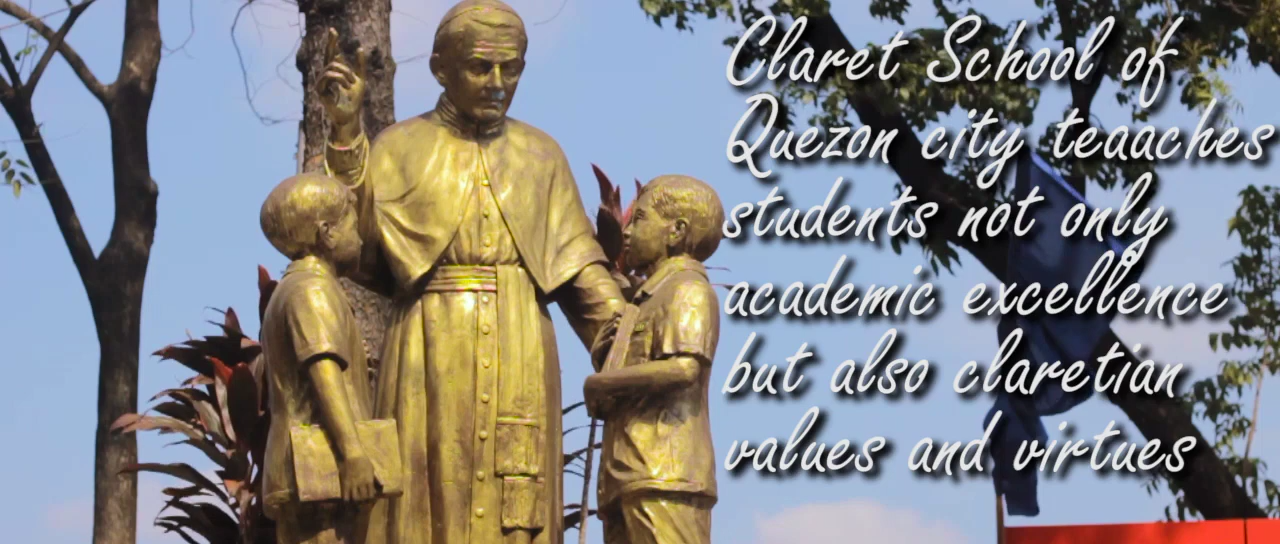 Claret School of
Quezon city teaaches
students not only
academic excellence
but also claretian
values and virtues